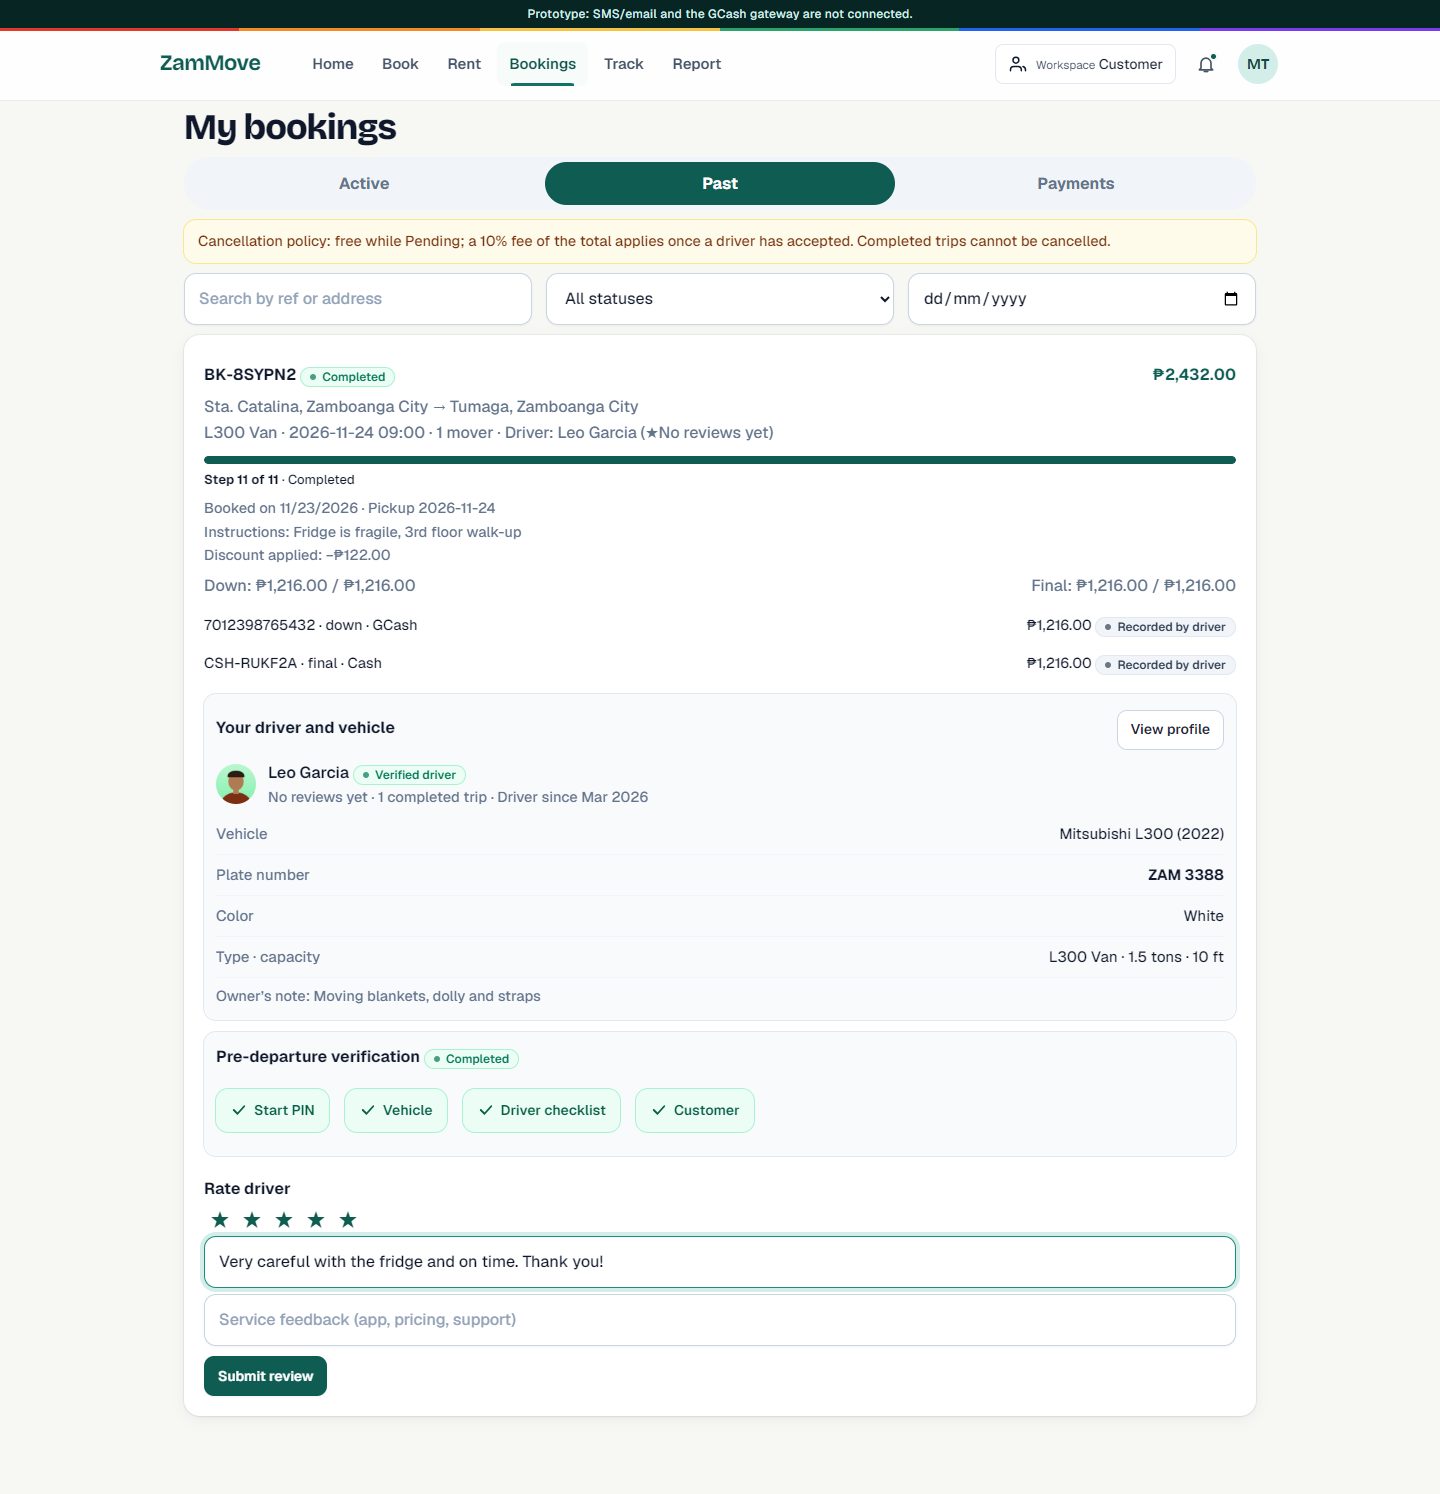 Prototype: SMS/email and the GCash gateway are not connected.
ZamMove
Home
Book
Rent
Bookings
Track
Report
Workspace Customer
MT
My bookings
Active
Past
Payments
Cancellation policy: free while Pending; a 10% fee of the total applies once a driver has accepted. Completed trips cannot be cancelled.
Search by ref or address
All statuses
dd/mm/yyyy
BK-8SYPN2 Completed
₱2,432.00
Sta. Catalina, Zamboanga City → Tumaga, Zamboanga City
L300 Van · 2026-11-24 09:00 · 1 mover · Driver: Leo Garcia (★No reviews yet)
Step 11 of 11 · Completed
Booked on 11/23/2026 · Pickup 2026-11-24
Instructions: Fridge is fragile, 3rd floor walk-up
Discount applied: −₱122.00
Down: ₱1,216.00 / ₱1,216.00
Final: ₱1,216.00 / ₱1,216.00
7012398765432 · down · GCash
₱1,216.00 Recorded by driver
CSH-RUKF2A · final · Cash
₱1,216.00 Recorded by driver
Your driver and vehicle
View profile
Leo Garcia Verified driver
No reviews yet · 1 completed trip · Driver since Mar 2026
Vehicle
Mitsubishi L300 (2022)
Plate number
ZAM 3388
Color
White
Type · capacity
L300 Van · 1.5 tons · 10 ft
Owner's note: Moving blankets, dolly and straps
Pre-departure verification Completed
Start PIN
Vehicle
Driver checklist
Customer
Rate driver
★ ★ ★ ★ ★
Very careful with the fridge and on time. Thank you!
Service feedback (app, pricing, support)
Submit review